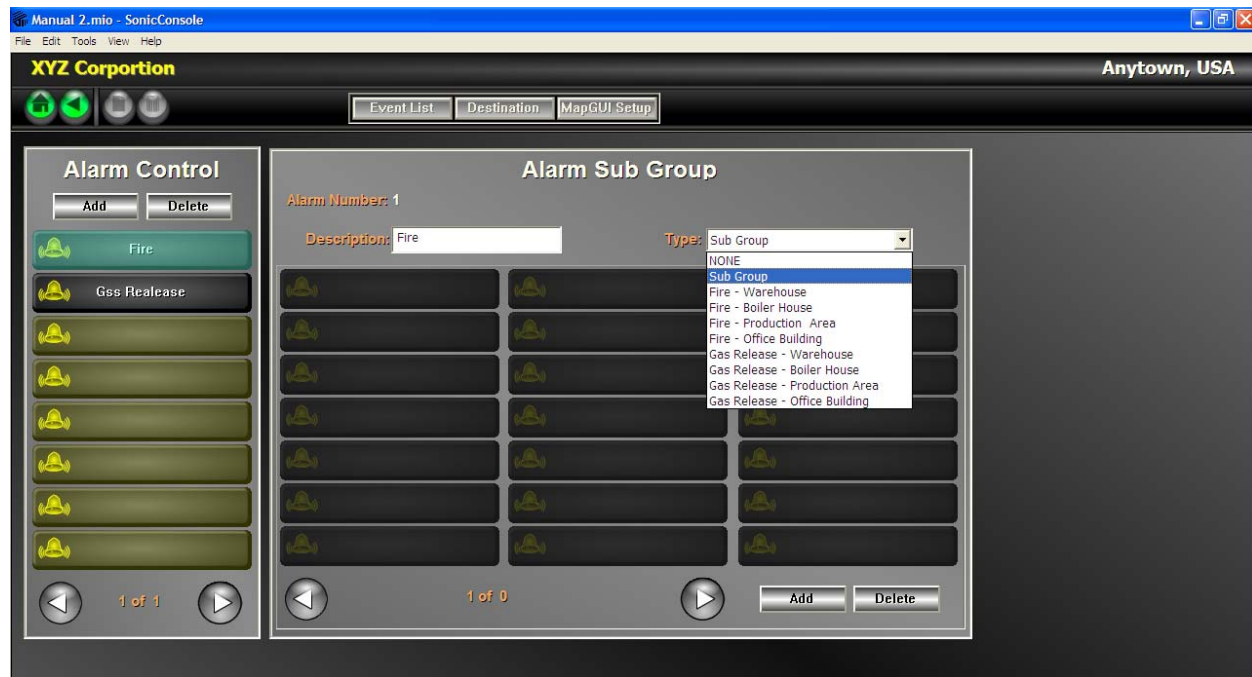 Manual 2.mio - SonicConsole
File Edit Tools View Help
XYZ Corportion
Anytown, USA
Event List Destination MapGUI Setup
Alarm Control
Add Delete
Fire
Gss Realease
1 of 1
Alarm Sub Group
Alarm Number: 1
Description: Fire
Type: Sub Group
NONE
Sub Group
Fire - Warehouse
Fire - Boiler House
Fire - Production Area
Fire - Office Building
Gas Release - Warehouse
Gas Release - Boiler House
Gas Release - Production Area
Gas Release - Office Building
1 of 0
Add Delete